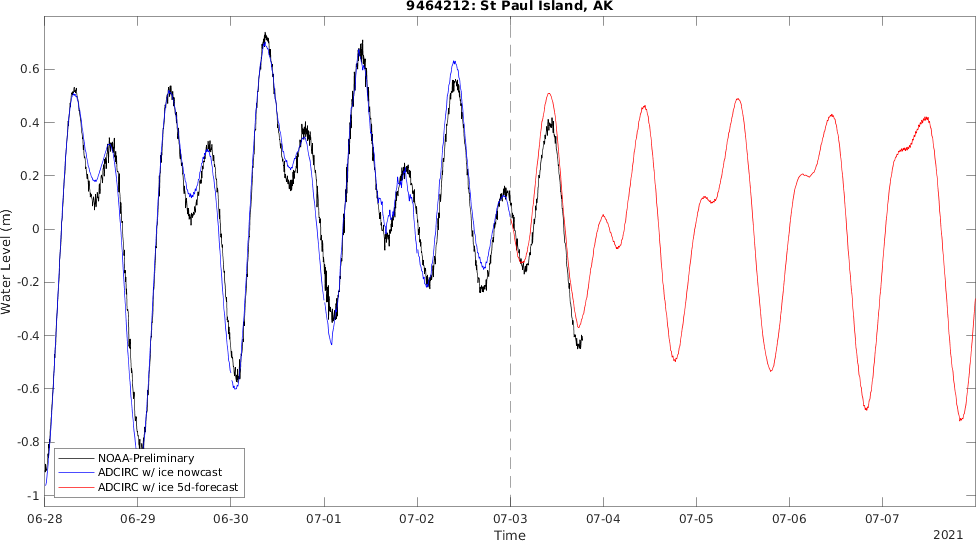 9464212: St Paul Island, AK
Water Level (m)
0.6
0.4
0.2
0
-0.2
-0.4
-0.6
-0.8
-1
NOAA-Preliminary
ADCIRC w/ ice nowcast
ADCIRC w/ ice 5d-forecast
06-28 06-29 06-30 07-01 07-02 07-03 07-04 07-05 07-06 07-07
Time
2021